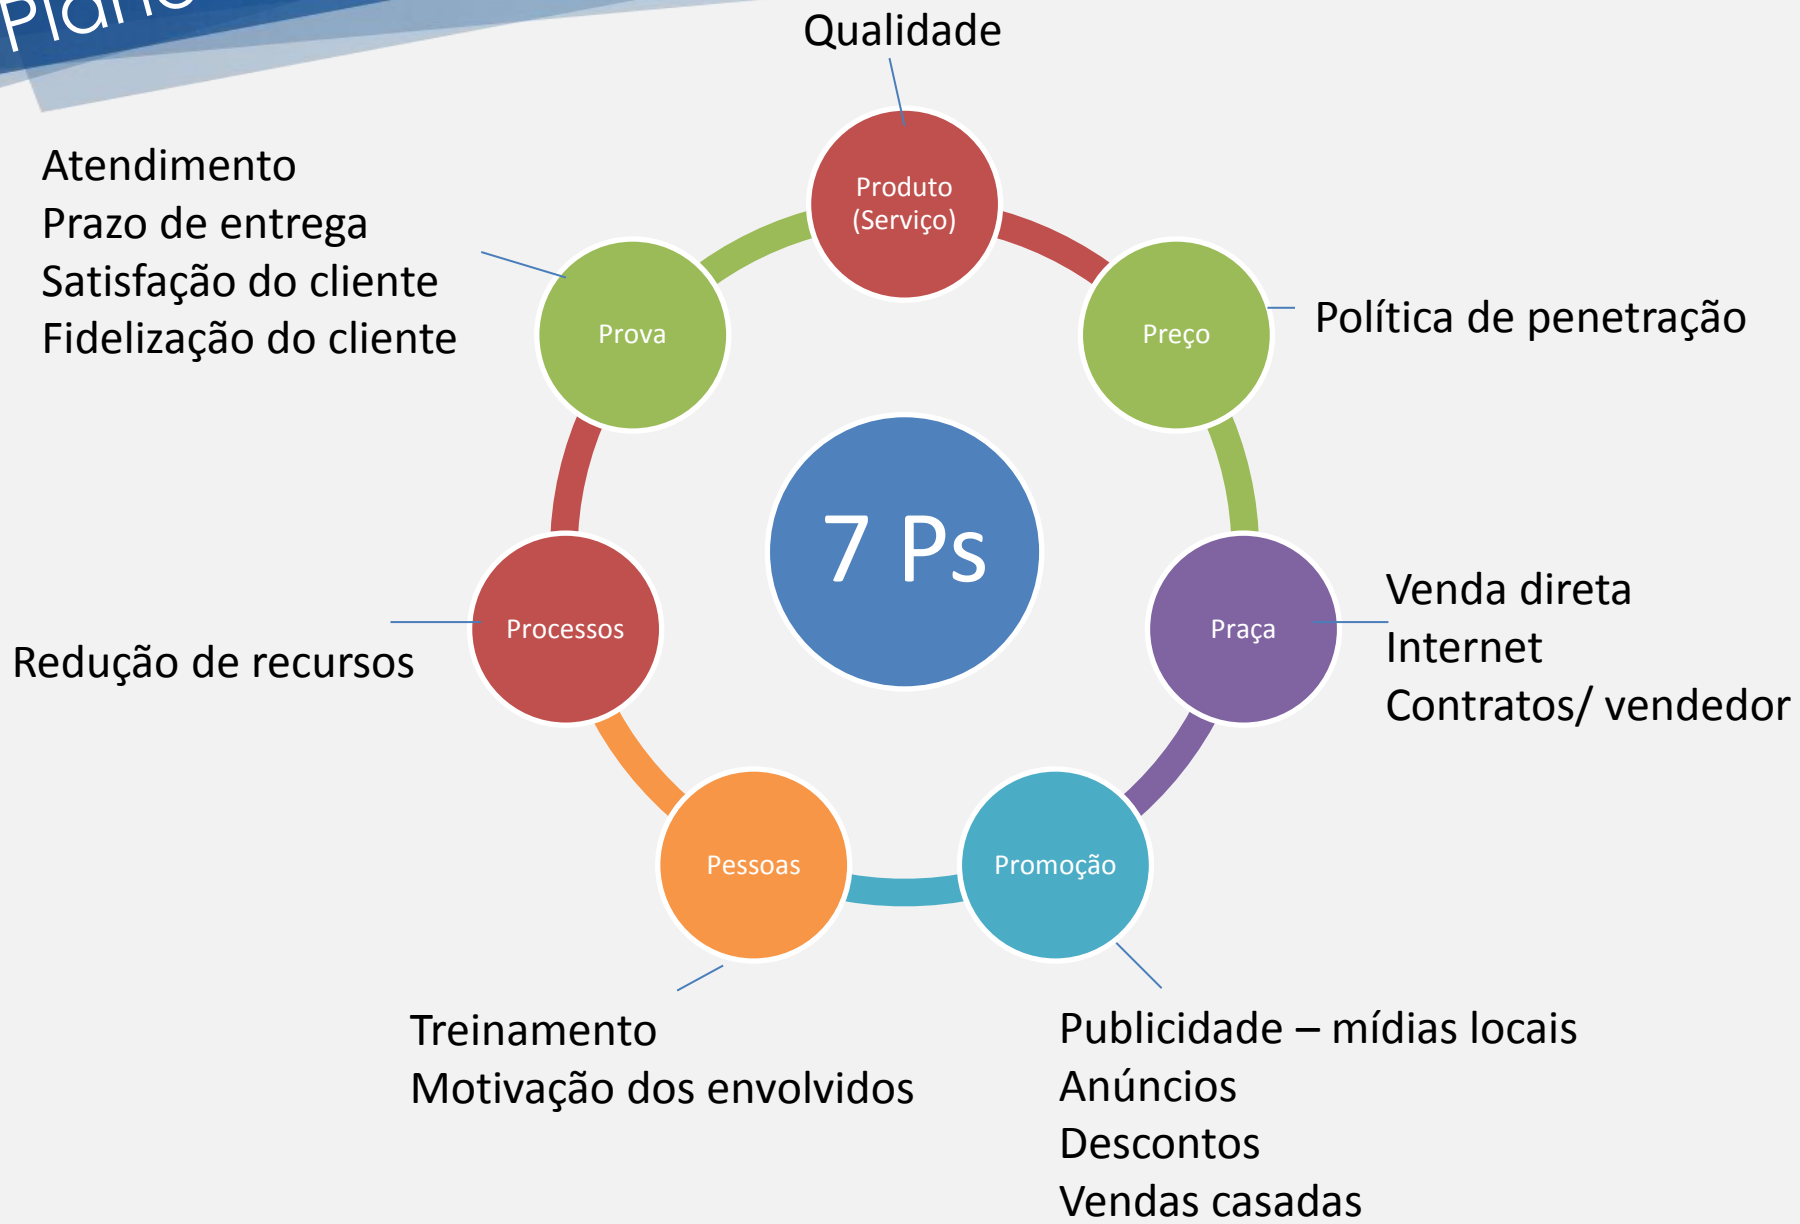 Qualidade
Produto
(Serviço)
Atendimento
Prazo de entrega
Satisfação do cliente
Fidelização do cliente
Prova
Preço
Política de penetração
7 Ps
Processos
Redução de recursos
Praça
Venda direta
Internet
Contratos/ vendedor
Pessoas
Promoção
Treinamento
Motivação dos envolvidos
Publicidade – mídias locais
Anúncios
Descontos
Vendas casadas